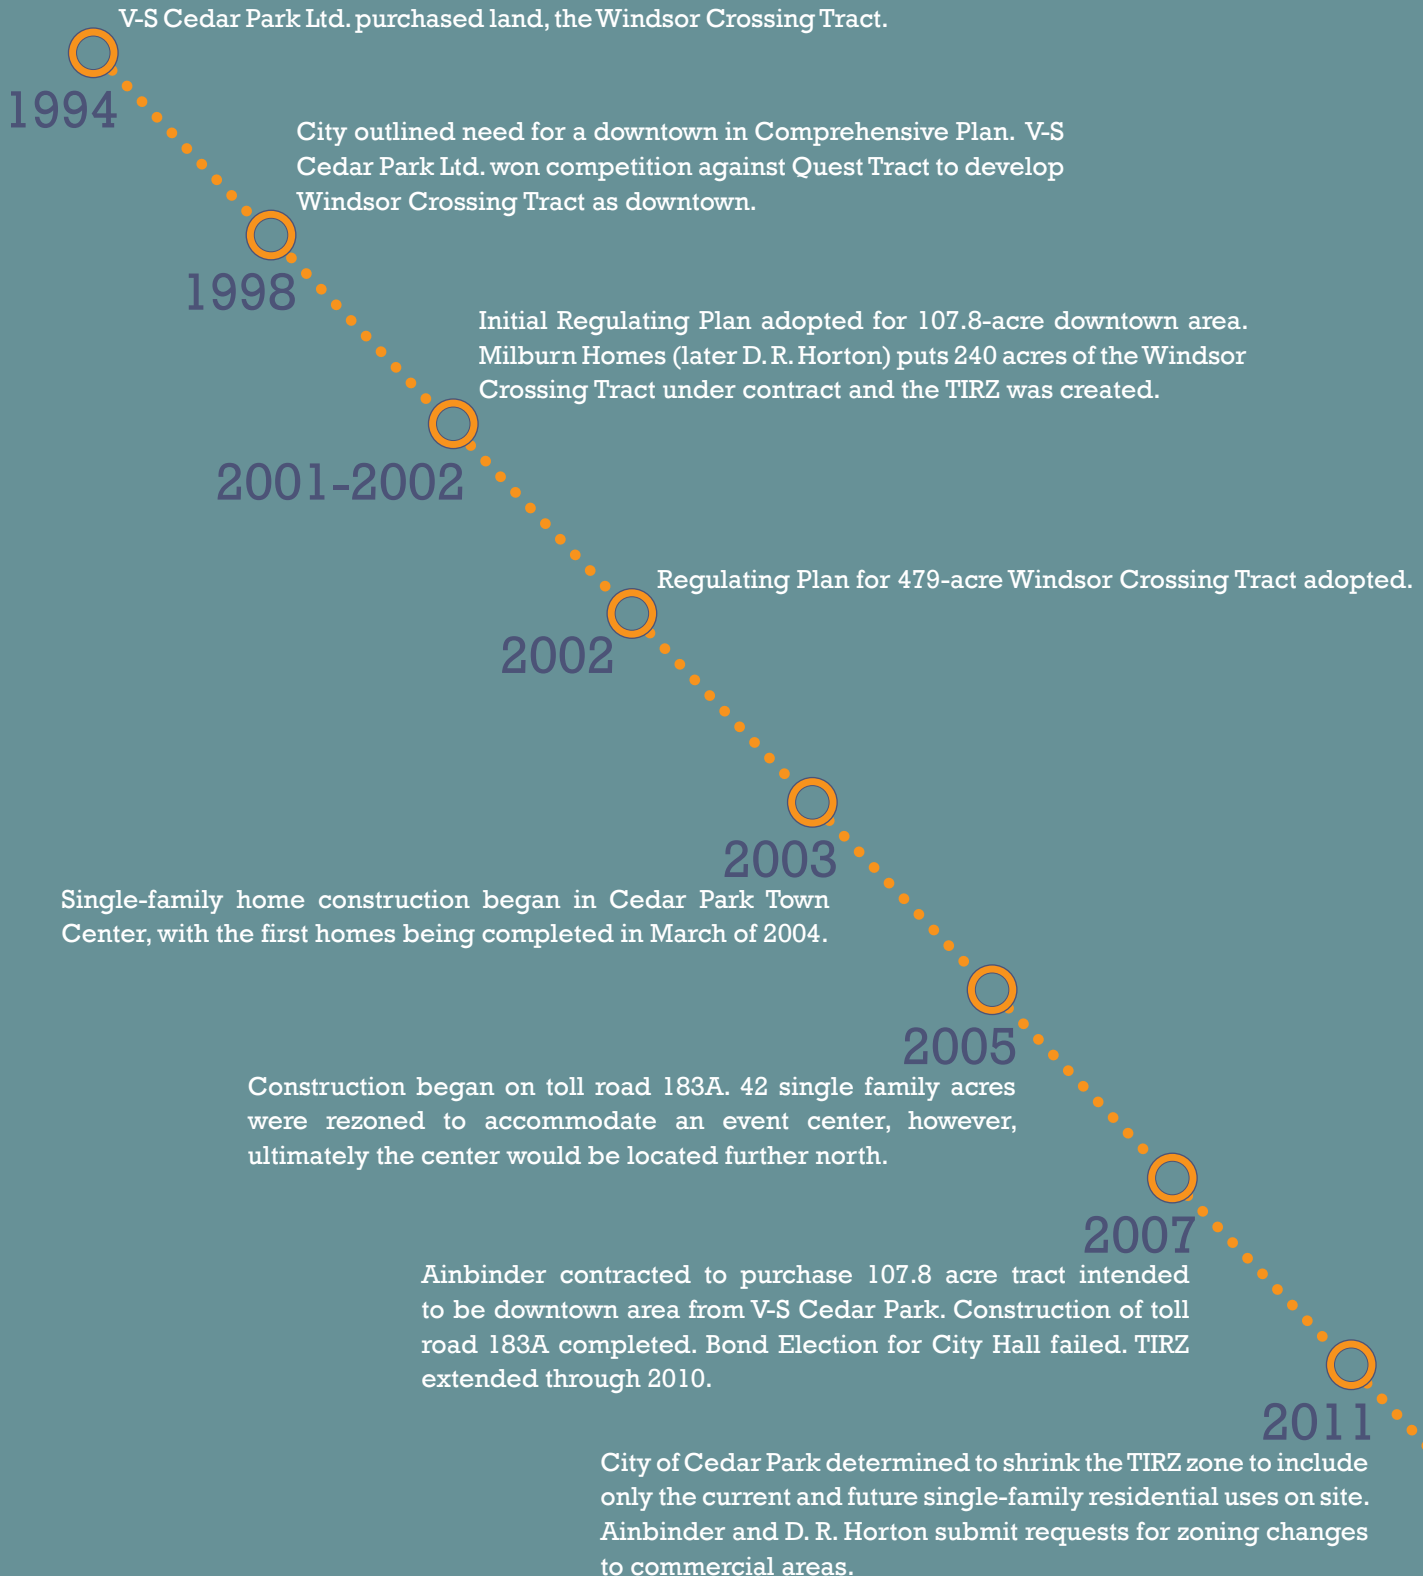 V-S Cedar Park Ltd. purchased land, the Windsor Crossing Tract.
1994
City outlined need for a downtown in Comprehensive Plan. V-S
Cedar Park Ltd. won competition against Quest Tract to develop
Windsor Crossing Tract as downtown.
1998
Initial Regulating Plan adopted for 107.8-acre downtown area.
Milburn Homes (later D. R. Horton) puts 240 acres of the Windsor
Crossing Tract under contract and the TIRZ was created.
2001-2002
Regulating Plan for 479-acre Windsor Crossing Tract adopted.
2002
2003
Single-family home construction began in Cedar Park Town
Center, with the first homes being completed in March of 2004.
2005
Construction began on toll road 183A. 42 single family acres
were rezoned to accommodate an event center, however,
ultimately the center would be located further north.
2007
Ainbinder contracted to purchase 107.8 acre tract intended
to be downtown area from V-S Cedar Park. Construction of toll
road 183A completed. Bond Election for City Hall failed. TIRZ
extended through 2010.
2011
City of Cedar Park determined to shrink the TIRZ zone to include
only the current and future single-family residential uses on site.
Ainbinder and D. R. Horton submit requests for zoning changes
to commercial areas.